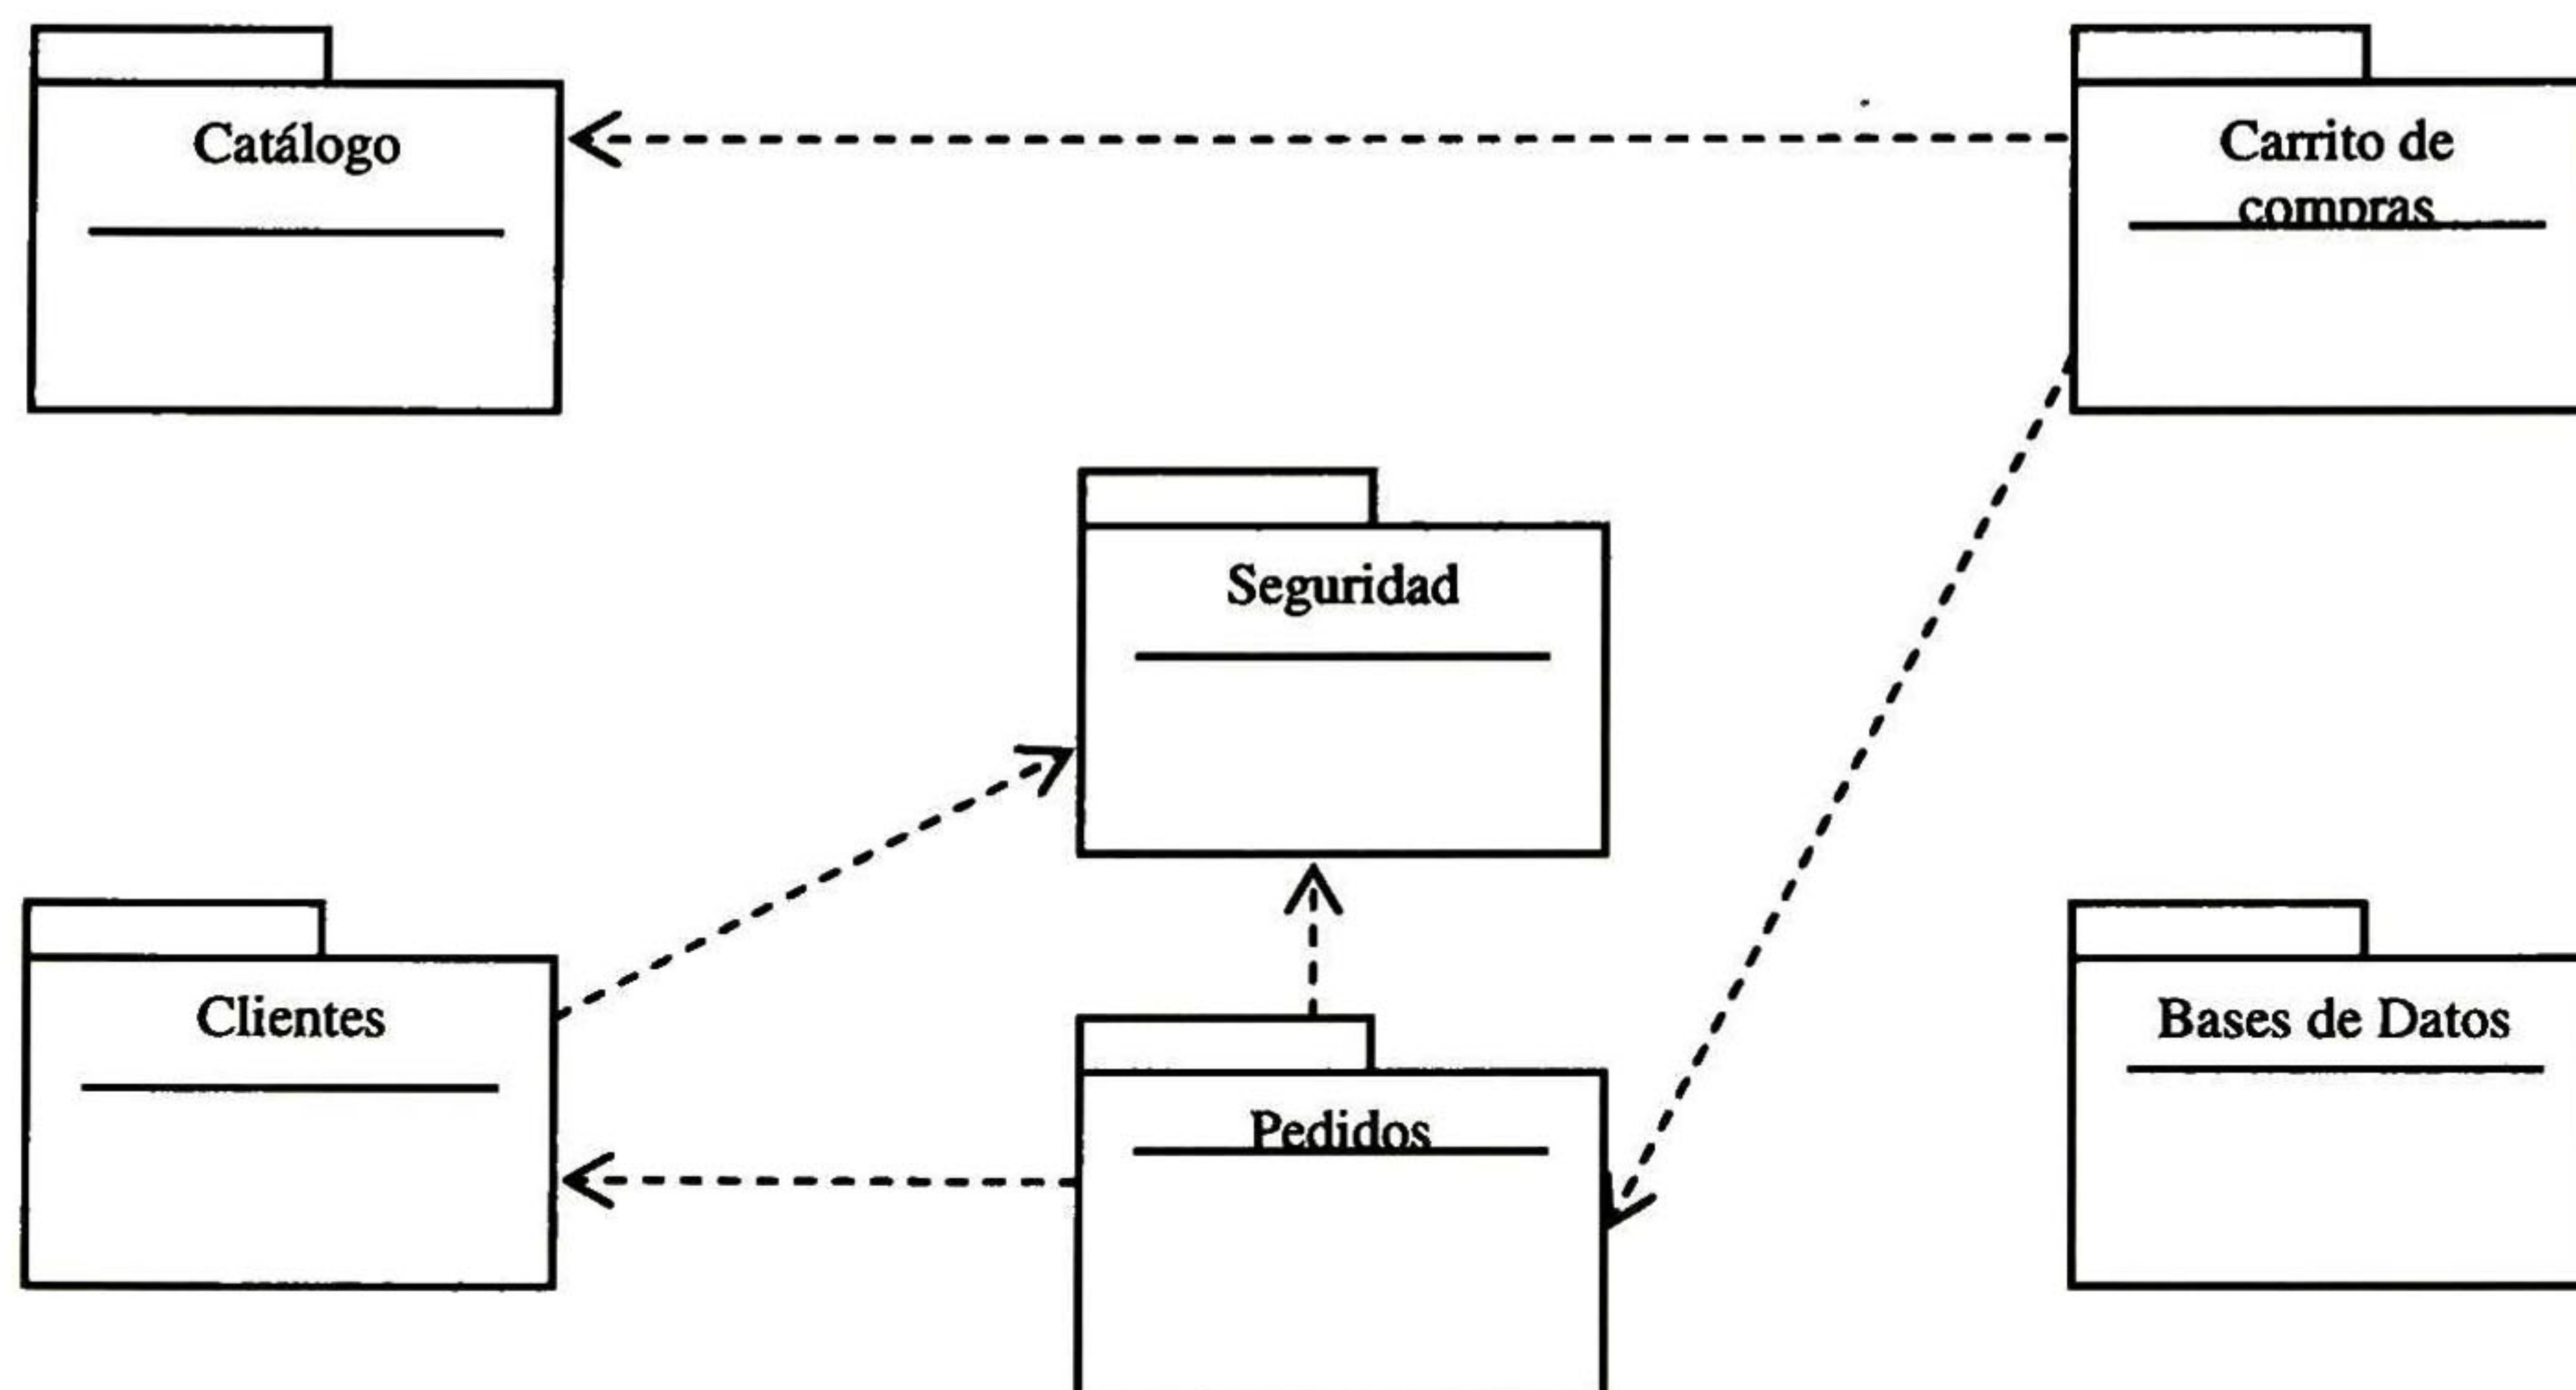 Catálogo
Carrito de
compras
Seguridad
Clientes
Bases de Datos
Pedidos